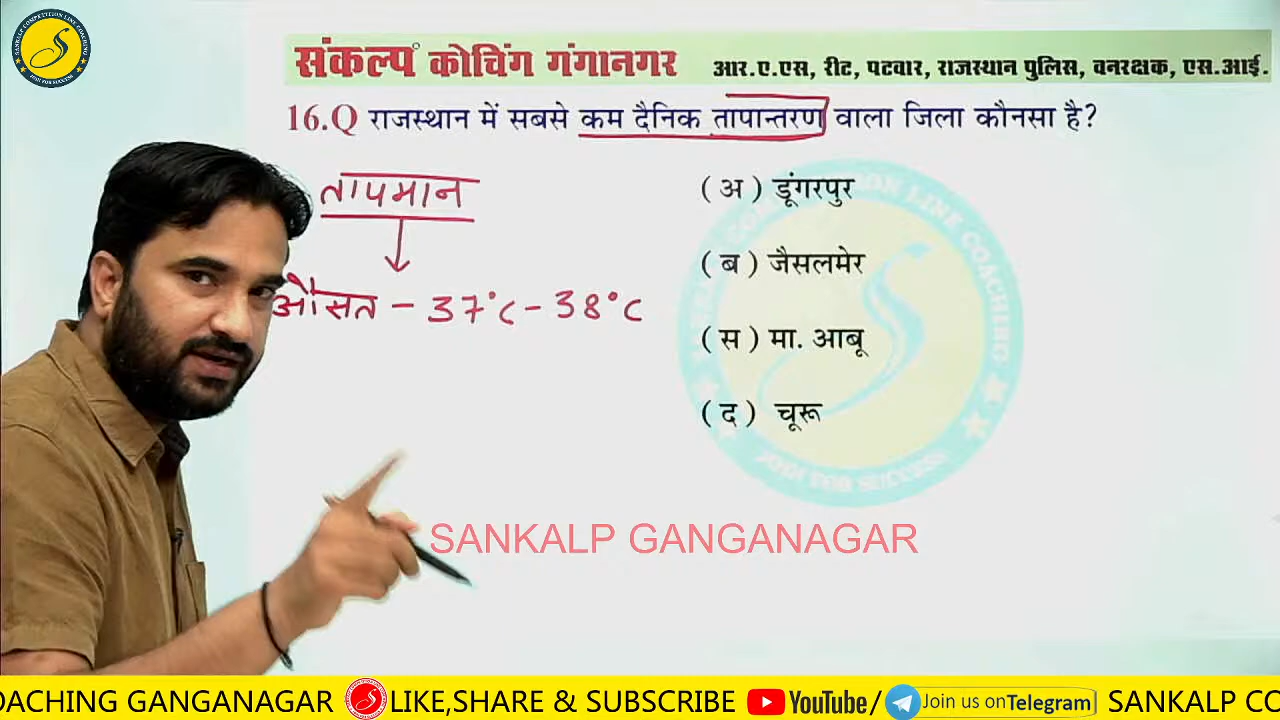 संकल्प कोचिंग गंगानगर आर.ए.एस, रीट, पटवार, राजस्थान पुलिस, वनरक्षक, एस.आई.
16.Q राजस्थान में सबसे कम दैनिक तापान्तरण वाला जिला कौनसा है?
तापमान
औसत – 37°C – 38°C
( अ ) डूंगरपुर
( ब ) जैसलमेर
( स ) मा. आबू
( द ) चूरू
SANKALP GANGANAGAR
OACHING GANGANAGAR LIKE,SHARE & SUBSCRIBE YouTube / Join us on Telegram SANKALP CO